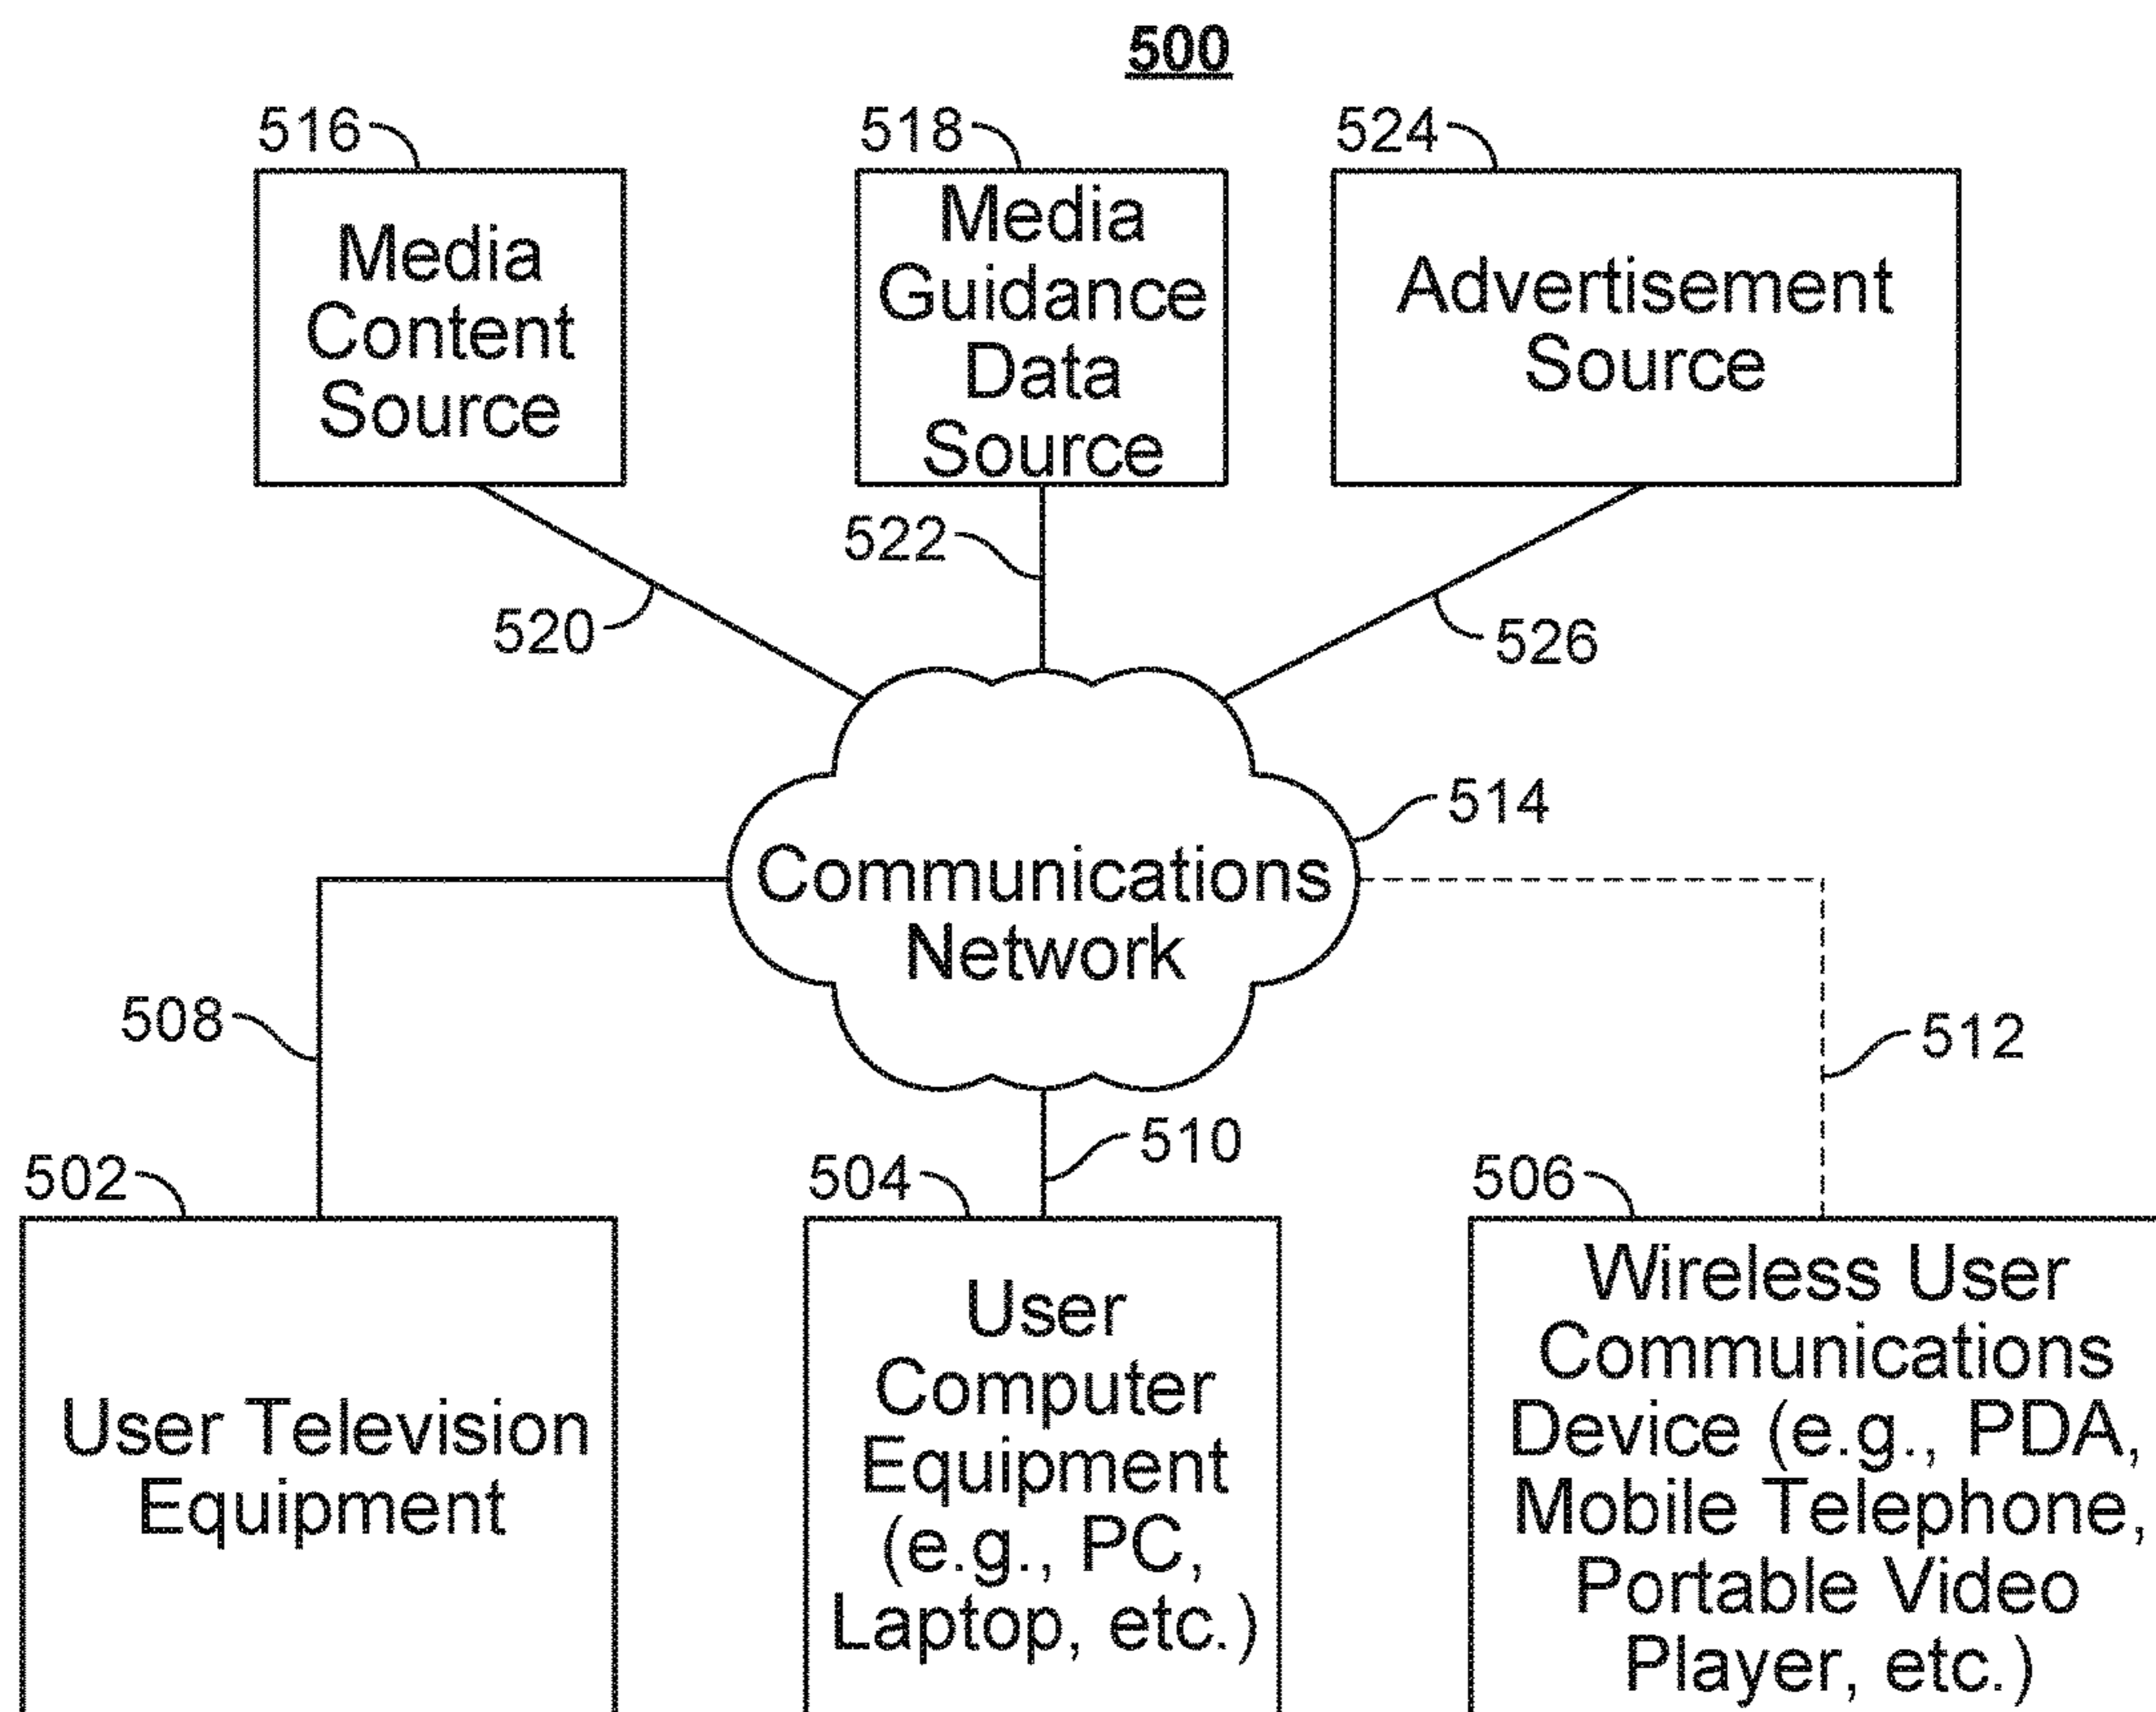 500
516
518
524
Media
Content
Source
Media
Guidance
Data
Source
Advertisement
Source
522
520
526
514
Communications
Network
508
512
510
502
504
506
User Television
Equipment
User
Computer
Equipment
(e.g., PC,
Laptop, etc.)
Wireless User
Communications
Device (e.g., PDA,
Mobile Telephone,
Portable Video
Player, etc.)